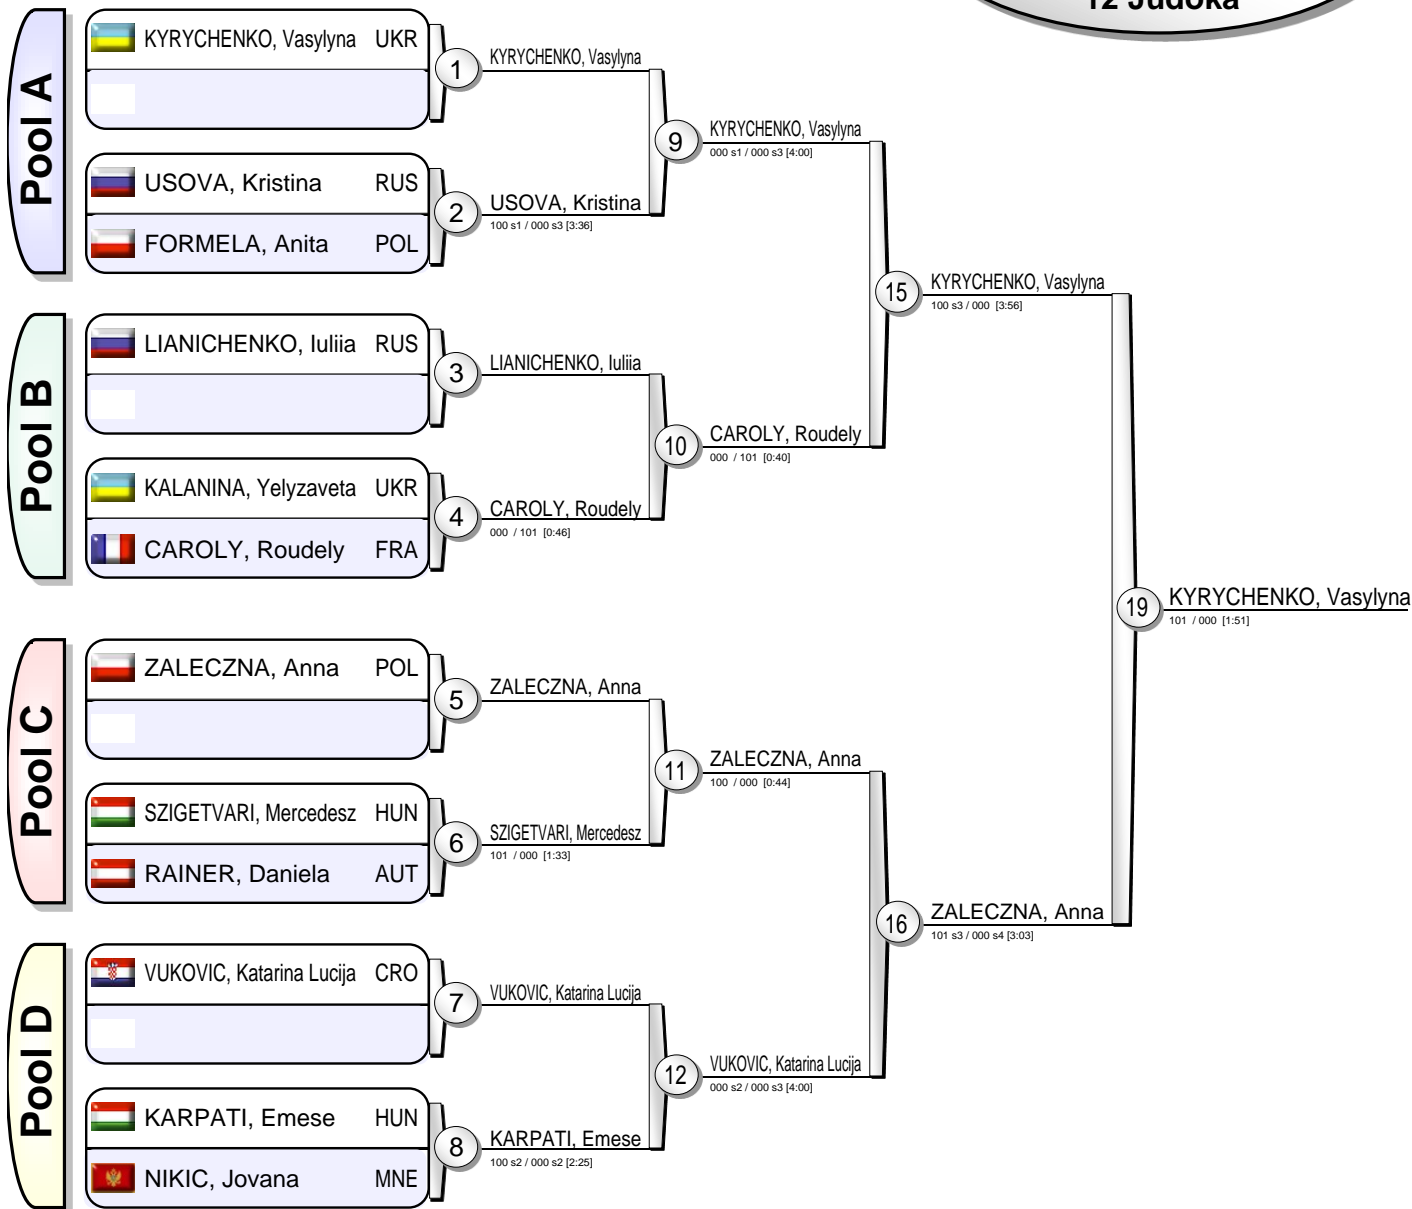 12 Judoka
Pool A
KYRYCHENKO, Vasylyna UKR
1
USOVA, Kristina RUS
2
FORMELA, Anita POL
Pool B
LIANICHENKO, Iuliia RUS
3
KALANINA, Yelyzaveta UKR
4
CAROLY, Roudely FRA
Pool C
ZALECZNA, Anna POL
5
SZIGETVARI, Mercedesz HUN
6
RAINER, Daniela AUT
Pool D
VUKOVIC, Katarina Lucija CRO
7
KARPATI, Emese HUN
8
NIKIC, Jovana MNE
KYRYCHENKO, Vasylyna
9
USOVA, Kristina
100 s1 / 000 s3 [3:36]
LIANICHENKO, Iuliia
10
CAROLY, Roudely
000 / 101 [0:46]
ZALECZNA, Anna
11
SZIGETVARI, Mercedesz
101 / 000 [1:33]
VUKOVIC, Katarina Lucija
12
KARPATI, Emese
100 s2 / 000 s2 [2:25]
KYRYCHENKO, Vasylyna
000 s1 / 000 s3 [4:00]
15
CAROLY, Roudely
000 / 101 [0:40]
ZALECZNA, Anna
100 / 000 [0:44]
16
VUKOVIC, Katarina Lucija
000 s2 / 000 s3 [4:00]
KYRYCHENKO, Vasylyna
100 s3 / 000 [3:56]
19
ZALECZNA, Anna
101 s3 / 000 s4 [3:03]
KYRYCHENKO, Vasylyna
101 / 000 [1:51]